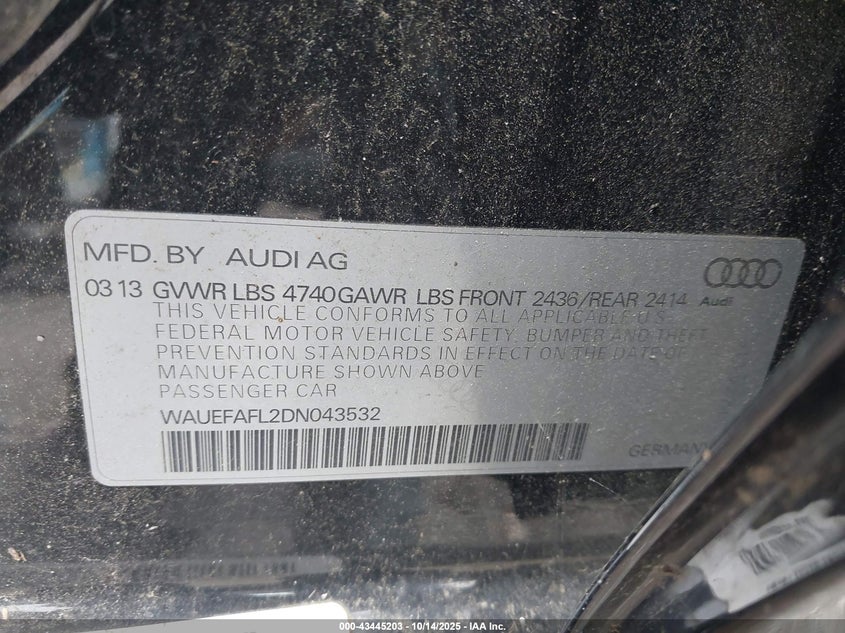 MFD. BY AUDI AG
03 13 GVWR LBS 4740 GAWR LBS FRONT 2436/REAR 2414
Audi
THIS VEHICLE CONFORMS TO ALL APPLICABLE U.S.
FEDERAL MOTOR VEHICLE SAFETY, BUMPER AND THEFT
PREVENTION STANDARDS IN EFFECT ON THE DATE OF
MANUFACTURE SHOWN ABOVE
PASSENGER CAR
WAUEFAFL2DN043532
GERMANY
000-43445203 - 10/14/2025 - IAA Inc.